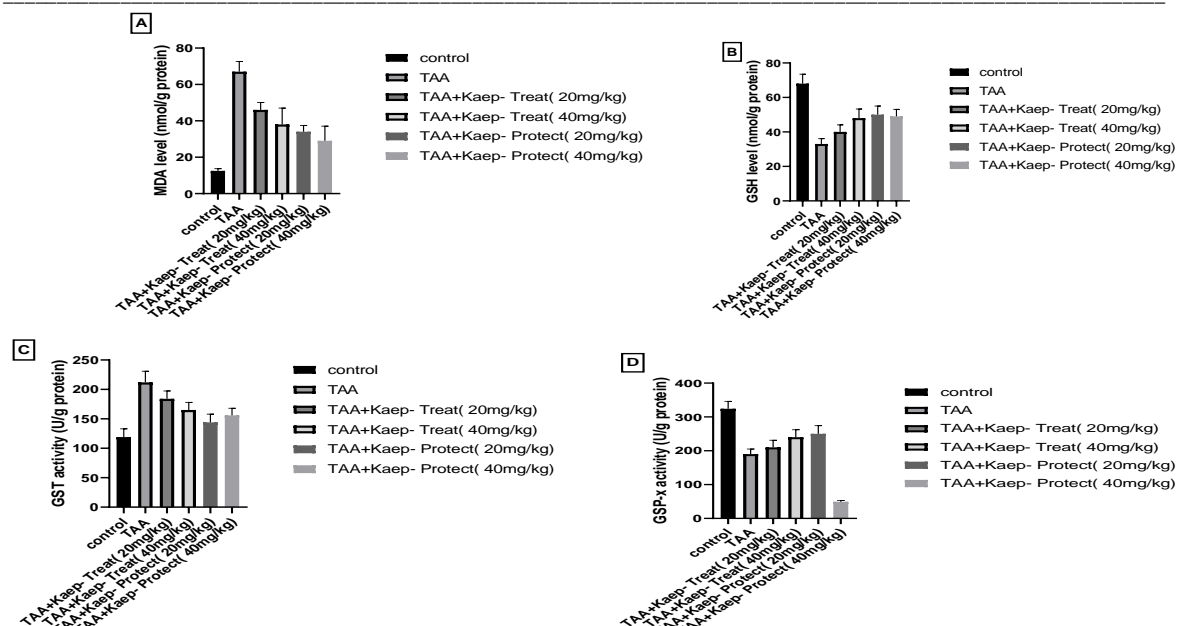 A
MDA level (nmol/g protein)
80
60
40
20
0
control
TAA
TAA+Kaep- Treat( 20mg/kg)
TAA+Kaep- Treat( 40mg/kg)
TAA+Kaep- Protect( 20mg/kg)
TAA+Kaep- Protect( 40mg/kg)
control
TAA
TAA+Kaep- Treat( 20mg/kg)
TAA+Kaep- Treat( 40mg/kg)
TAA+Kaep- Protect( 20mg/kg)
TAA+Kaep- Protect( 40mg/kg)
B
GSH level (nmol/g protein)
80
60
40
20
0
control
TAA
TAA+Kaep- Treat( 20mg/kg)
TAA+Kaep- Treat( 40mg/kg)
TAA+Kaep- Protect( 20mg/kg)
TAA+Kaep- Protect( 40mg/kg)
control
TAA
TAA+Kaep- Treat( 20mg/kg)
TAA+Kaep- Treat( 40mg/kg)
TAA+Kaep- Protect( 20mg/kg)
TAA+Kaep- Protect( 40mg/kg)
C
GST activity (U/g protein)
250
200
150
100
50
0
control
TAA
TAA+Kaep- Treat( 20mg/kg)
TAA+Kaep- Treat( 40mg/kg)
TAA+Kaep- Protect( 20mg/kg)
TAA+Kaep- Protect( 40mg/kg)
control
TAA
TAA+Kaep- Treat( 20mg/kg)
TAA+Kaep- Treat( 40mg/kg)
TAA+Kaep- Protect( 20mg/kg)
TAA+Kaep- Protect( 40mg/kg)
D
GSP-x activity (U/g protein)
400
300
200
100
0
control
TAA
TAA+Kaep- Treat( 20mg/kg)
TAA+Kaep- Treat( 40mg/kg)
TAA+Kaep- Protect( 20mg/kg)
TAA+Kaep- Protect( 40mg/kg)
control
TAA
TAA+Kaep- Treat( 20mg/kg)
TAA+Kaep- Treat( 40mg/kg)
Protect( 20mg/kg)
Protect( 40mg/kg)